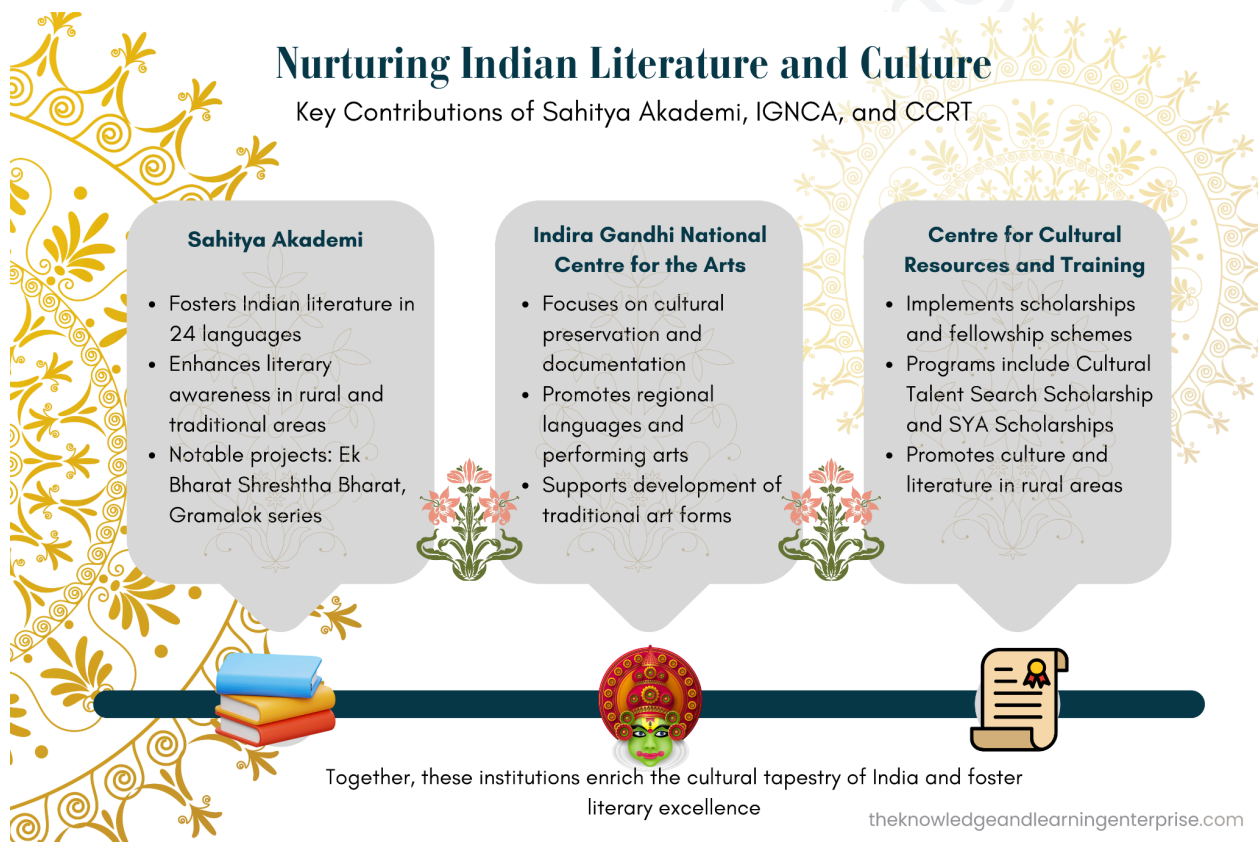 Nurturing Indian Literature and Culture
Key Contributions of Sahitya Akademi, IGNCA, and CCRT
Sahitya Akademi
• Fosters Indian literature in
24 languages
• Enhances literary
awareness in rural and
traditional areas
• Notable projects: Ek
Bharat Shreshtha Bharat,
Gramalok series
Indira Gandhi National
Centre for the Arts
• Focuses on cultural
preservation and
documentation
• Promotes regional
languages and
performing arts
• Supports development of
traditional art forms
Centre for Cultural
Resources and Training
• Implements scholarships
and fellowship schemes
• Programs include Cultural
Talent Search Scholarship
and SYA Scholarships
• Promotes culture and
literature in rural areas
Together, these institutions enrich the cultural tapestry of India and foster
literary excellence
theknowledgeandlearningenterprise.com